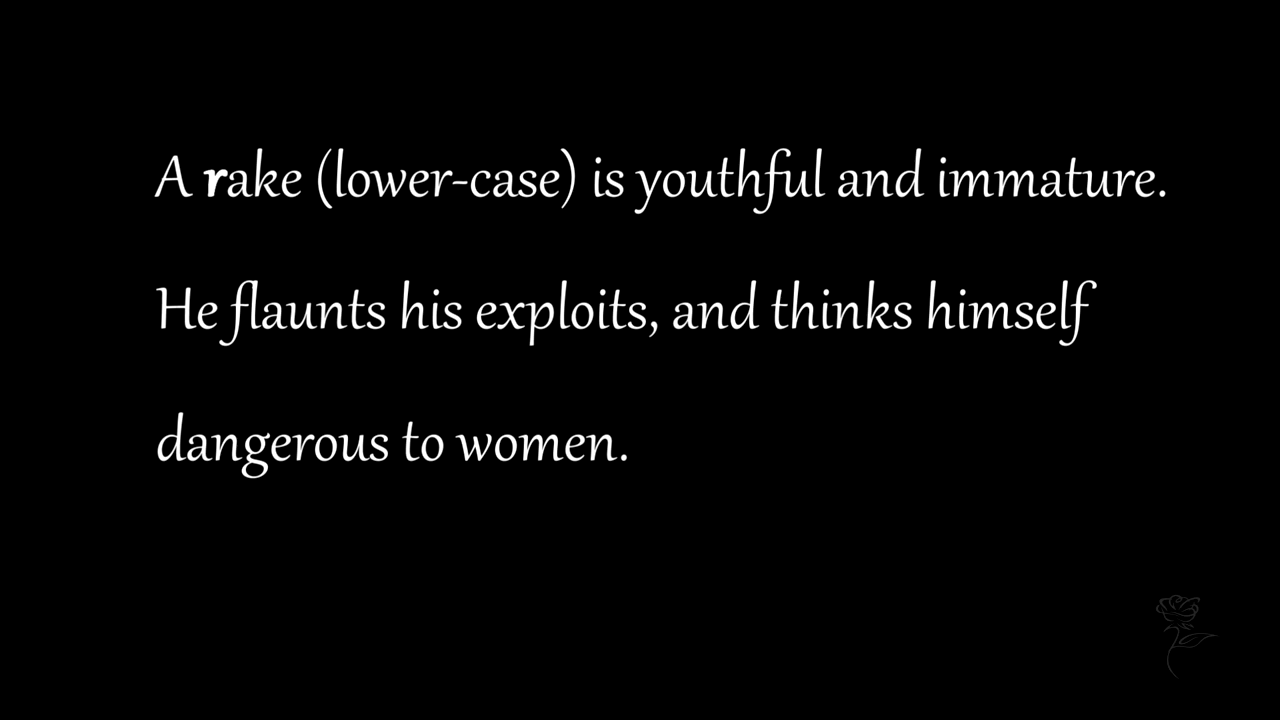 A rake (lower-case) is youthful and immature.
He flaunts his exploits, and thinks himself
dangerous to women.